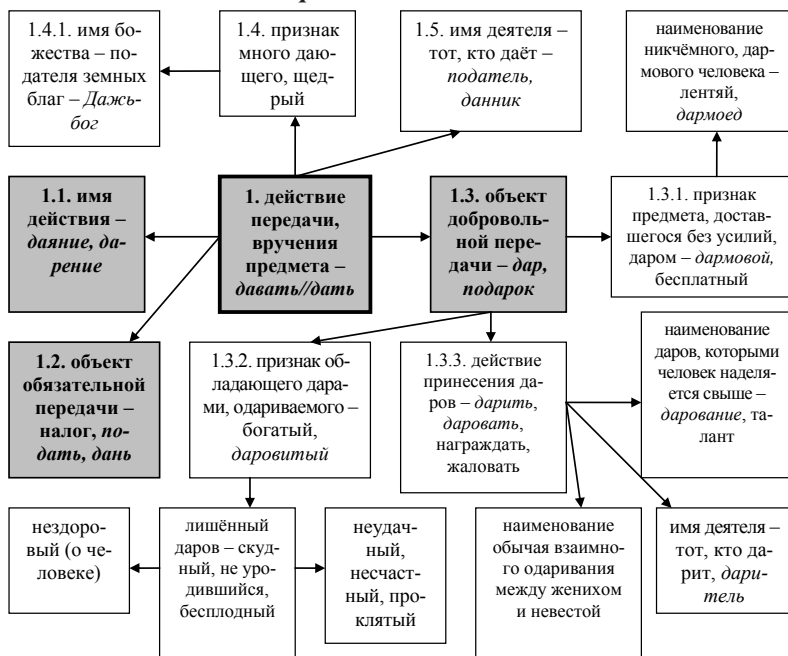 1.4.1. имя бо-
жества – по-
дателя земных
благ – Дажь-
бог
1.4. признак
много даю-
щего, щед-
рый
1.5. имя деятеля –
тот, кто даёт –
податель,
данник
наименование
никчёмного, дар-
мового человека –
лентяй,
дармоед
1.1. имя
действия –
даяние, да-
рение
1. действие
передачи,
вручения
предмета –
давать//дать
1.3. объект
доброволь-
ной пере-
дачи – дар,
подарок
1.3.1. признак
предмета, достав-
шегося без усилий,
даром – дармовой,
бесплатный
1.2. объект
обязательной
передачи –
налог, по-
дать, дань
1.3.2. признак об-
ладающего дара-
ми, одариваемого –
богатый,
даровитый
1.3.3. действие
принесения да-
ров – дарить,
даровать,
награждать,
жаловать
наименование
даров, которыми
человек наделя-
ется свыше –
дарование, та-
лант
нездоро-
вый (о че-
ловеке)
лишённый
даров – скуд-
ный, не уро-
дившийся,
бесплодный
неудач-
ный,
несчаст-
ный, про-
клятый
наименование
обычая взаимно-
го одаривания
между женихом
и невестой
имя деятеля –
тот, кто да-
рит, дари-
тель